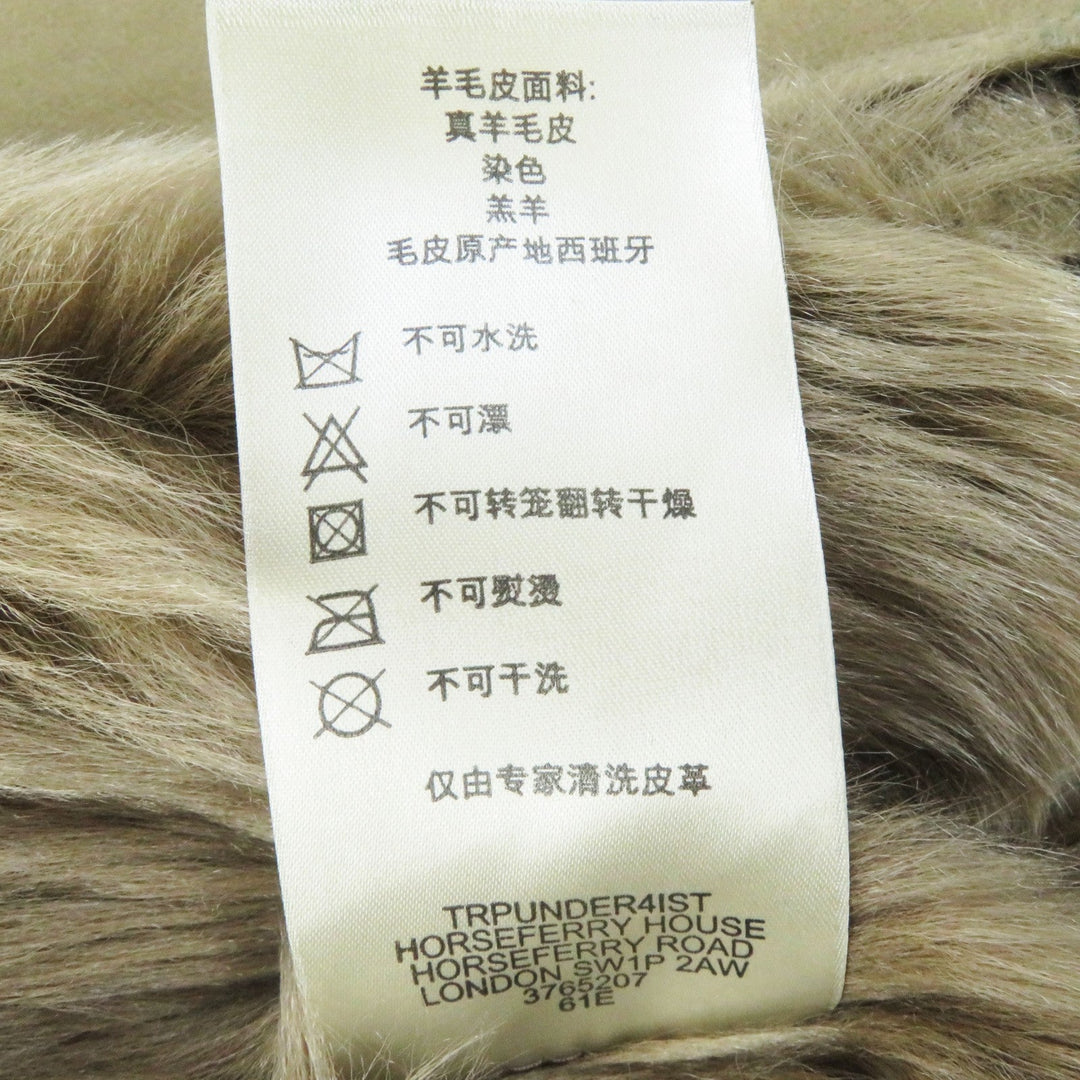 羊毛皮面料:
真羊毛皮
染色
羔羊
毛皮原产地西班牙
不可水洗
不可漂
不可转笼翻转干燥
不可熨烫
不可干洗
仅由专家清洗皮革
TRPUNDER4IST
HORSEFERRY HOUSE
HORSEFERRY ROAD
LONDON SW1P 2AW
3765207
61E